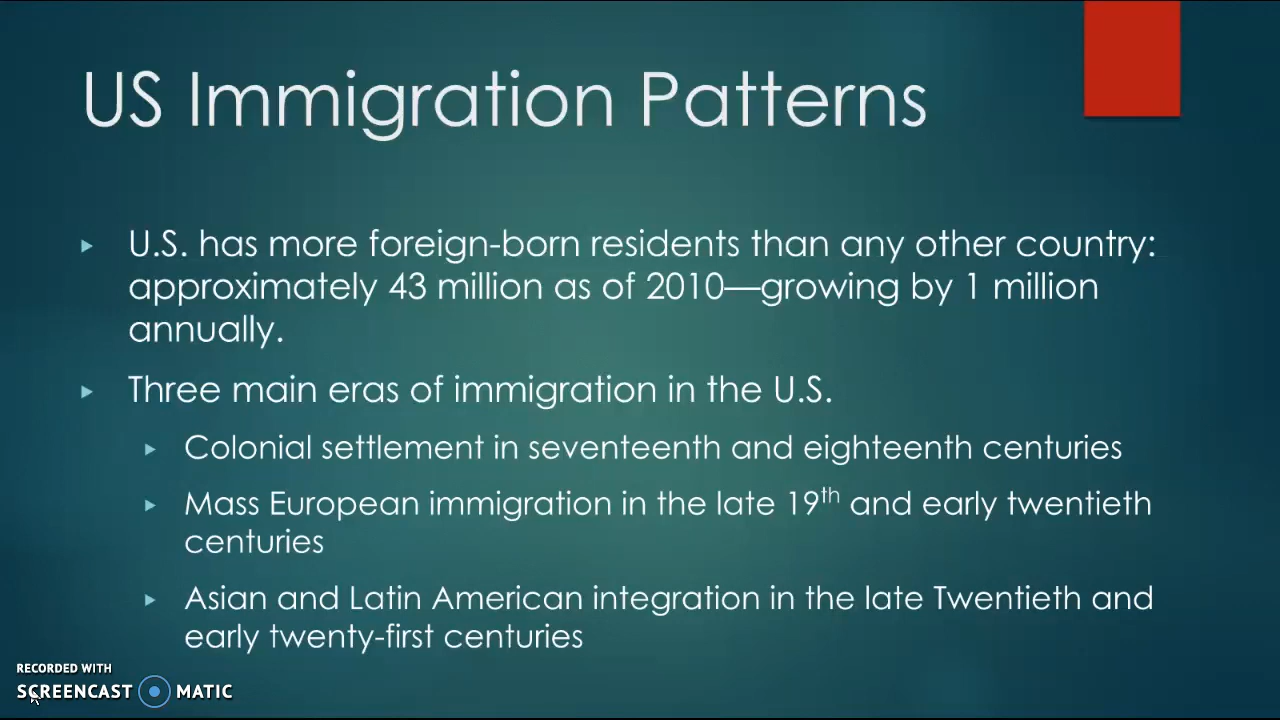 US Immigration Patterns
U.S. has more foreign-born residents than any other country:
approximately 43 million as of 2010—growing by 1 million
annually.
Three main eras of immigration in the U.S.
Colonial settlement in seventeenth and eighteenth centuries
Mass European immigration in the late 19th and early twentieth
centuries
Asian and Latin American integration in the late Twentieth and
early twenty-first centuries
RECORDED WITH
SCREENCAST MATIC